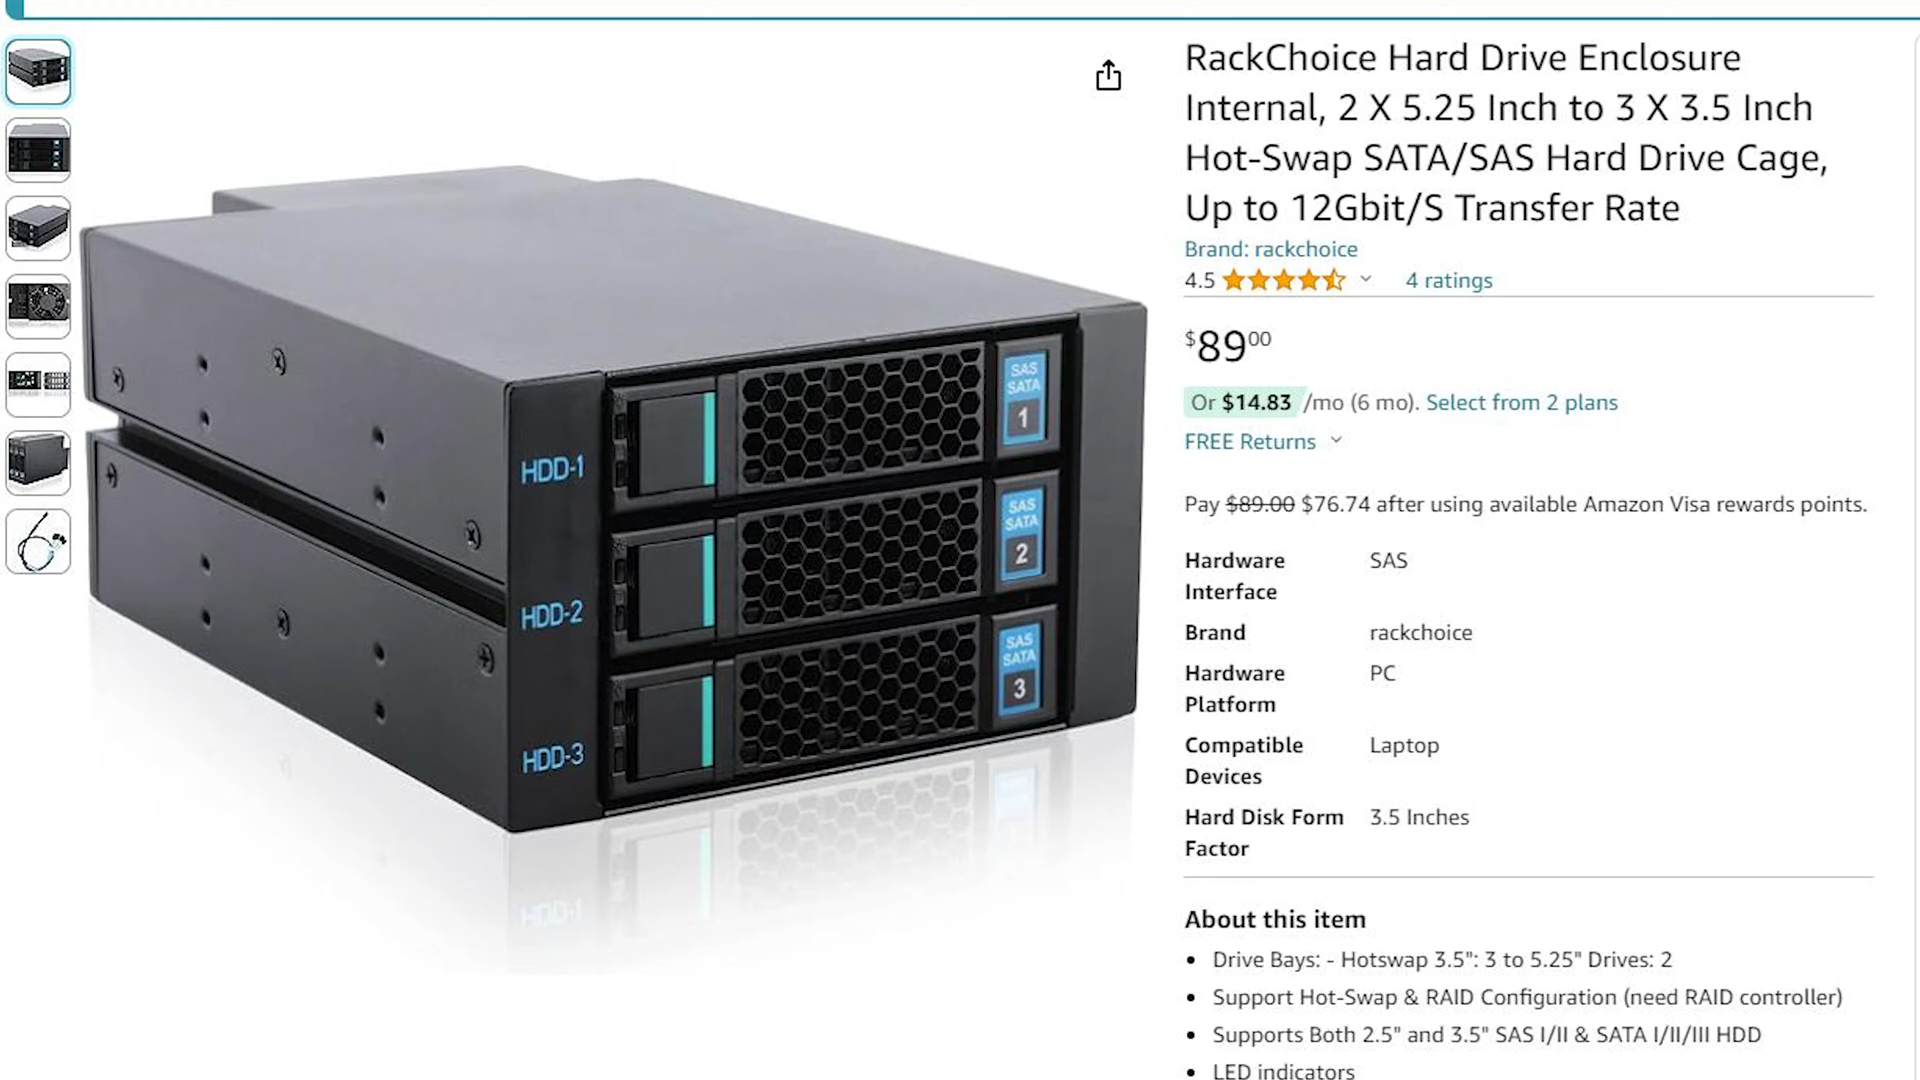 RackChoice Hard Drive Enclosure
Internal, 2 X 5.25 Inch to 3 X 3.5 Inch
Hot-Swap SATA/SAS Hard Drive Cage,
Up to 12Gbit/S Transfer Rate
Brand: rackchoice
4.5
4 ratings
$89 00
Or $14.83 /mo (6 mo). Select from 2 plans
FREE Returns
Pay $89.00 $76.74 after using available Amazon Visa rewards points.
Hardware Interface SAS
Brand rackchoice
Hardware Platform PC
Compatible Devices Laptop
Hard Disk Form Factor 3.5 Inches
About this item
• Drive Bays: - Hotswap 3.5": 3 to 5.25" Drives: 2
• Support Hot-Swap & RAID Configuration (need RAID controller)
• Supports Both 2.5" and 3.5" SAS I/II & SATA I/II/III HDD
• LED indicators
HDD-1
SAS
SATA
1
HDD-2
SAS
SATA
2
HDD-3
SAS
SATA
3